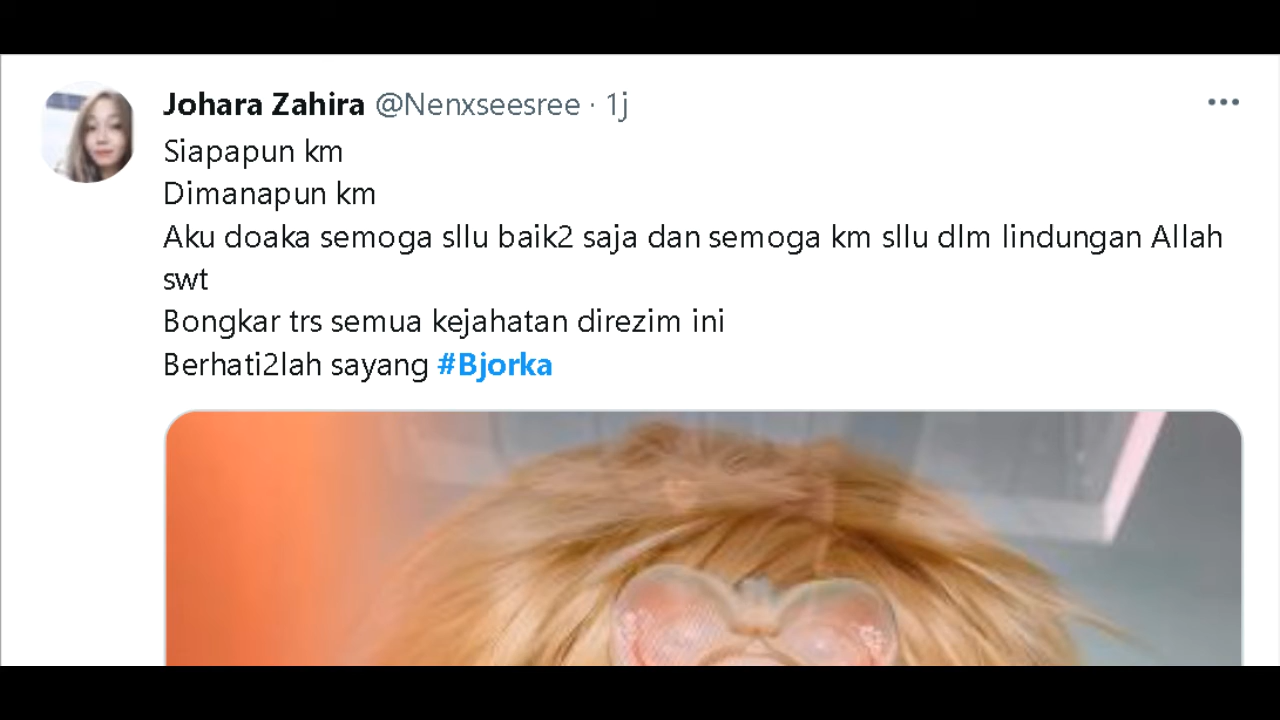 Johara Zahira @Nenxseesree · 1j
Siapapun km
Dimanapun km
Aku doaka semoga sllu baik2 saja dan semoga km sllu dlm lindungan Allah
swt
Bongkar trs semua kejahatan direzim ini
Berhati2lah sayang #Bjorka